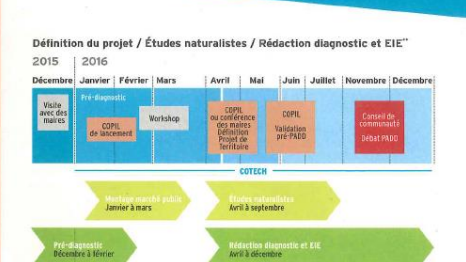 Définition du projet / Études naturalistes / Rédaction diagnostic et EIE**
2015 2016
Décembre Janvier Février Mars Avril Mai Juin Juillet Novembre Décembre
Pré-diagnostic
Visite
avec des
maires
COPIL
de lancement
Workshop
COPIL
ou conférence
des maires
Définition
Projet de
Territoire
COPIL
Validation
pré-PADD
Conseil de
communauté
Débat PADD
COTECH
Montage marché public
Janvier à mars
Études naturalistes
Avril à septembre
Pré-diagnostic
Décembre à février
Rédaction diagnostic et EIE
Avril à décembre